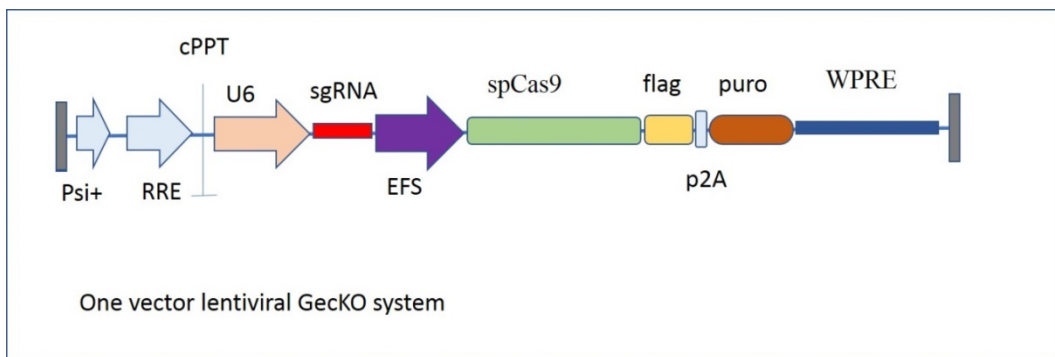 cPPT
U6 sgRNA spCas9 flag puro WPRE
Psi+ RRE EFS p2A
One vector lentiviral GecKO system